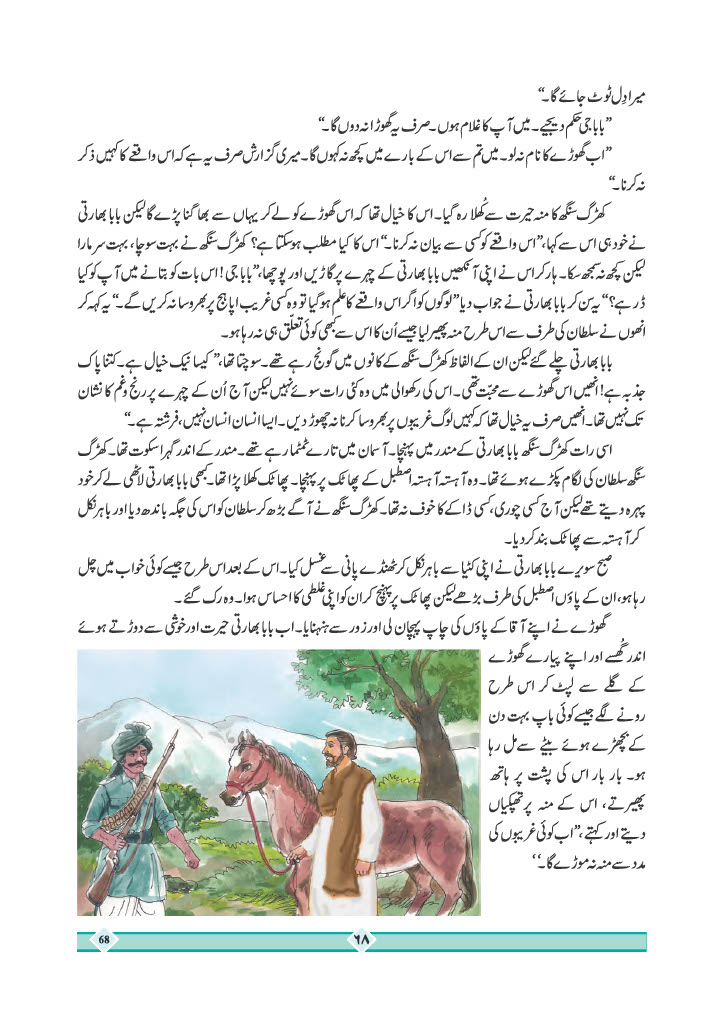 میرا دِل ٹوٹ جائے گا۔“
”بابا جی حکم دیجیے۔ میں آپ کا غلام ہوں۔ صرف یہ گھوڑا نہ دوں گا۔“
”اب گھوڑے کا نام نہ لو۔ میں تم سے اس کے بارے میں کچھ نہ کہوں گا۔ میری گزارش صرف یہ ہے کہ اس واقعے کا کہیں ذکر
نہ کرنا۔“
کھڑگ سنگھ کا منہ حیرت سے کُھلا رہ گیا۔ اس کا خیال تھا کہ اس گھوڑے کو لے کر یہاں سے بھاگنا پڑے گا لیکن بابا بھارتی
نے خود ہی اس سے کہا، ”اس واقعے کو کسی سے بیان نہ کرنا۔“ اس کا کیا مطلب ہوسکتا ہے؟ کھڑگ سنگھ نے بہت سوچا، بہت سر مارا
لیکن کچھ نہ سمجھ سکا۔ ہار کر اس نے اپنی آنکھیں بابا بھارتی کے چہرے پر گاڑیں اور پوچھا، ”بابا جی! اس بات کو بتانے میں آپ کو کیا
ڈر ہے؟“ یہ سن کر بابا بھارتی نے جواب دیا ”لوگوں کو اگر اس واقعے کا علم ہوگیا تو وہ کسی غریب اپاہج پر بھروسا نہ کریں گے۔“ یہ کہہ کر
انھوں نے سلطان کی طرف سے اس طرح منہ پھیر لیا جیسے اُن کا اس سے کبھی کوئی تعلّق ہی نہ رہا ہو۔
بابا بھارتی چلے گئے لیکن ان کے الفاظ کھڑگ سنگھ کے کانوں میں گونج رہے تھے۔ سوچتا تھا، ”کیسا نیک خیال ہے۔ کتنا پاک
جذبہ ہے! انھیں اس گھوڑے سے محبت تھی۔ اس کی رکھوالی میں وہ کئی رات سوئے نہیں لیکن آج اُن کے چہرے پر رنج و غم کا نشان
تک نہیں تھا۔ انھیں صرف یہ خیال تھا کہ کہیں لوگ غریبوں پر بھروسا کرنا نہ چھوڑ دیں۔ ایسا انسان انسان نہیں، فرشتہ ہے۔“
اسی رات کھڑگ سنگھ بابا بھارتی کے مندر میں پہنچا۔ آسمان میں تارے ٹمٹما رہے تھے۔ مندر کے اندر گہرا سکوت تھا۔ کھڑگ
سنگھ سلطان کی لگام پکڑے ہوئے تھا۔ وہ آہستہ آہستہ اصطبل کے پھاٹک پر پہنچا۔ پھاٹک کھلا پڑا تھا۔ کبھی بابا بھارتی لاٹھی لے کر خود
پہرہ دیتے تھے لیکن آج کسی چوری، کسی ڈاکے کا خوف نہ تھا۔ کھڑگ سنگھ نے آگے بڑھ کر سلطان کو اس کی جگہ باندھ دیا اور باہر نکل
کر آہستہ سے پھاٹک بند کر دیا۔
صبح سویرے بابا بھارتی نے اپنی کٹیا سے باہر نکل کر ٹھنڈے پانی سے غسل کیا۔ اس کے بعد اس طرح جیسے کوئی خواب میں چل
رہا ہو، ان کے پاؤں اصطبل کی طرف بڑھے لیکن پھاٹک پر پہنچ کر ان کو اپنی غلطی کا احساس ہوا۔ وہ رک گئے۔
گھوڑے نے اپنے آقا کے پاؤں کی چاپ پہچان لی اور زور سے ہنہنایا۔ اب بابا بھارتی حیرت اور خوشی سے دوڑتے ہوئے
اندر گُھسے اور اپنے پیارے گھوڑے
کے گلے سے لپٹ کر اس طرح
رونے لگے جیسے کوئی باپ بہت دن
کے بچھڑے ہوئے بیٹے سے مل رہا
ہو۔ بار بار اس کی پشت پر ہاتھ
پھیرتے، اس کے منہ پر تھپکیاں
دیتے اور کہتے، ”اب کوئی غریبوں کی
مدد سے منہ نہ موڑے گا۔‘‘
68
۶۸